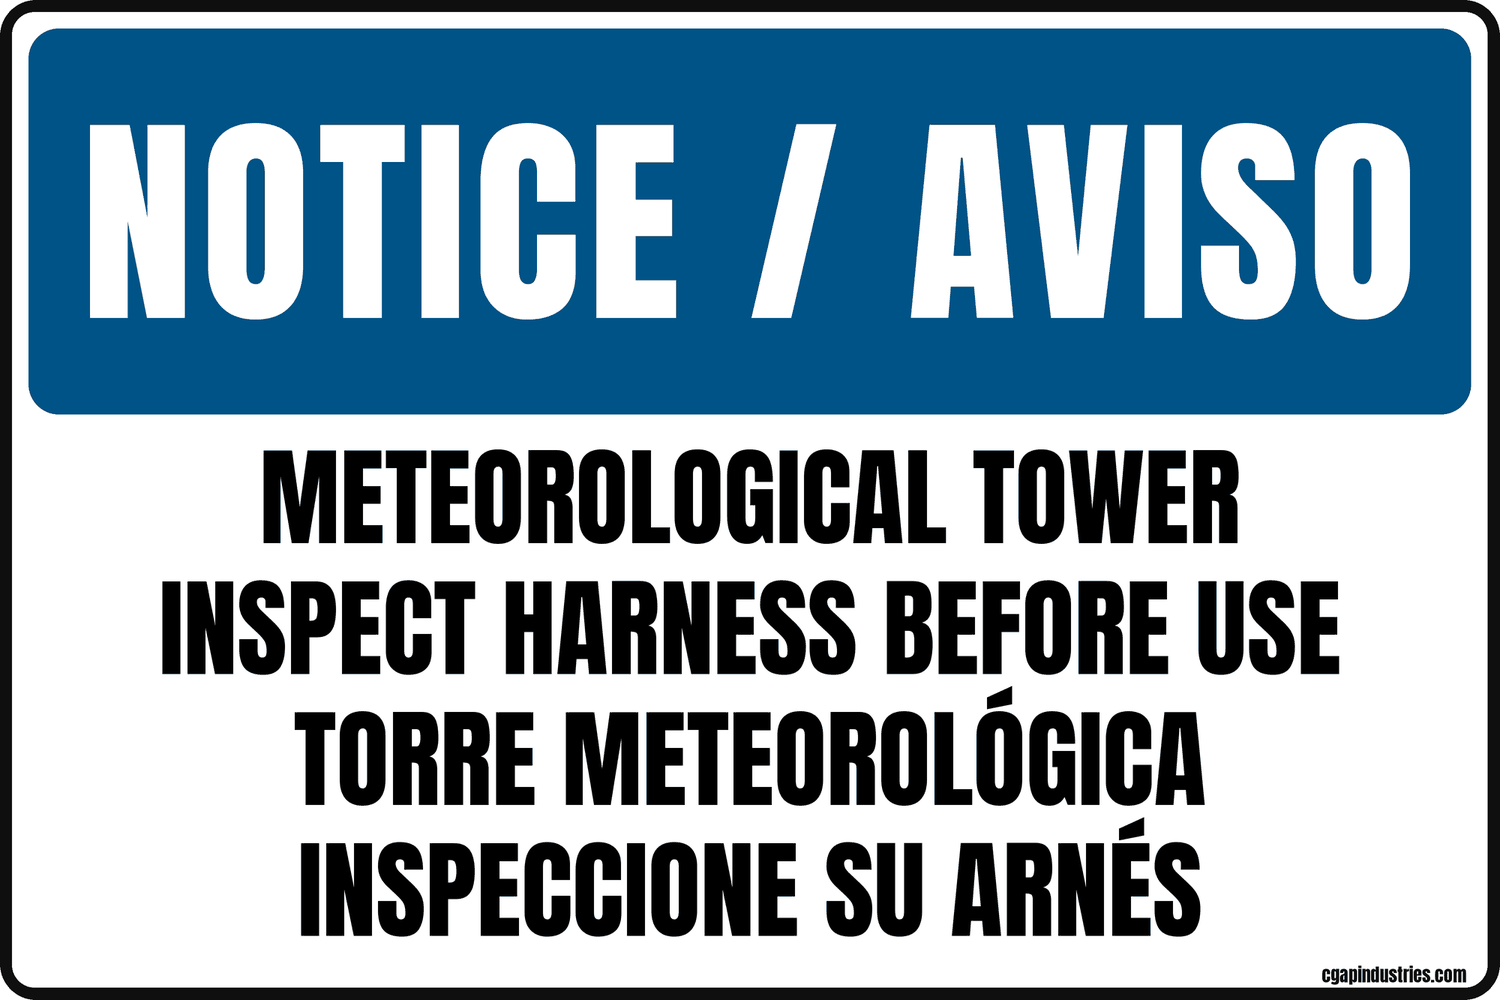 NOTICE / AVISO
METEOROLOGICAL TOWER
INSPECT HARNESS BEFORE USE
TORRE METEOROLÓGICA
INSPECCIONE SU ARNÉS
cgapindustries.com